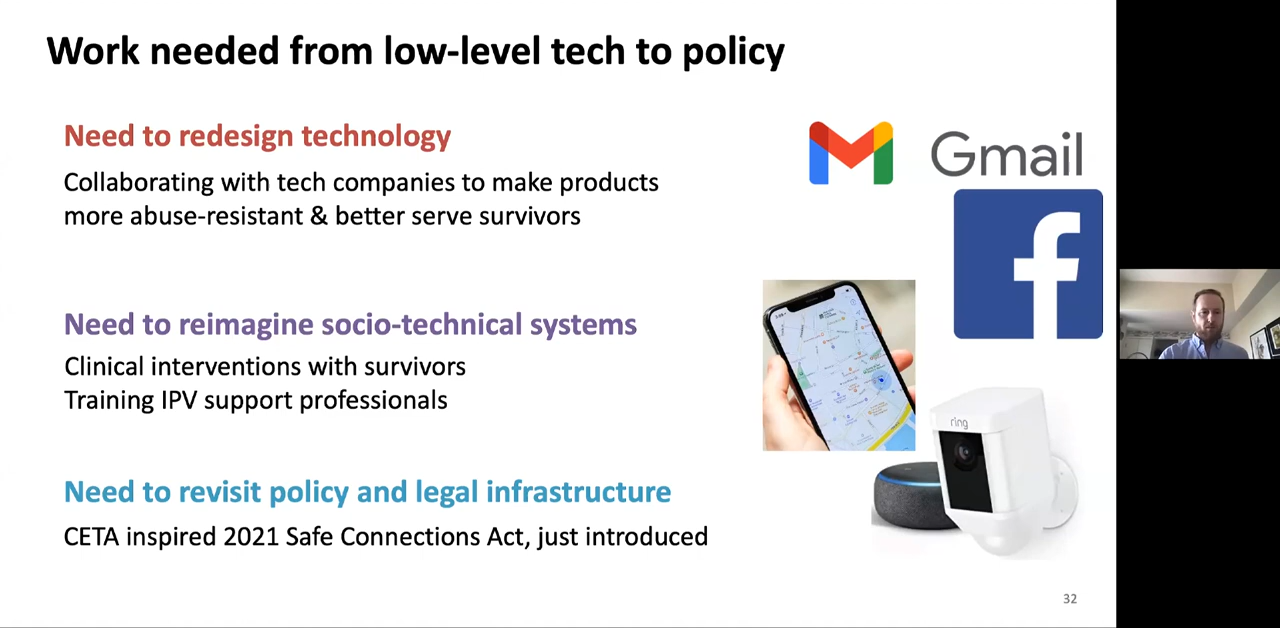 Work needed from low-level tech to policy
Need to redesign technology
Collaborating with tech companies to make products
more abuse-resistant & better serve survivors
Gmail
Need to reimagine socio-technical systems
Clinical interventions with survivors
Training IPV support professionals
ring
Need to revisit policy and legal infrastructure
CETA inspired 2021 Safe Connections Act, just introduced
32